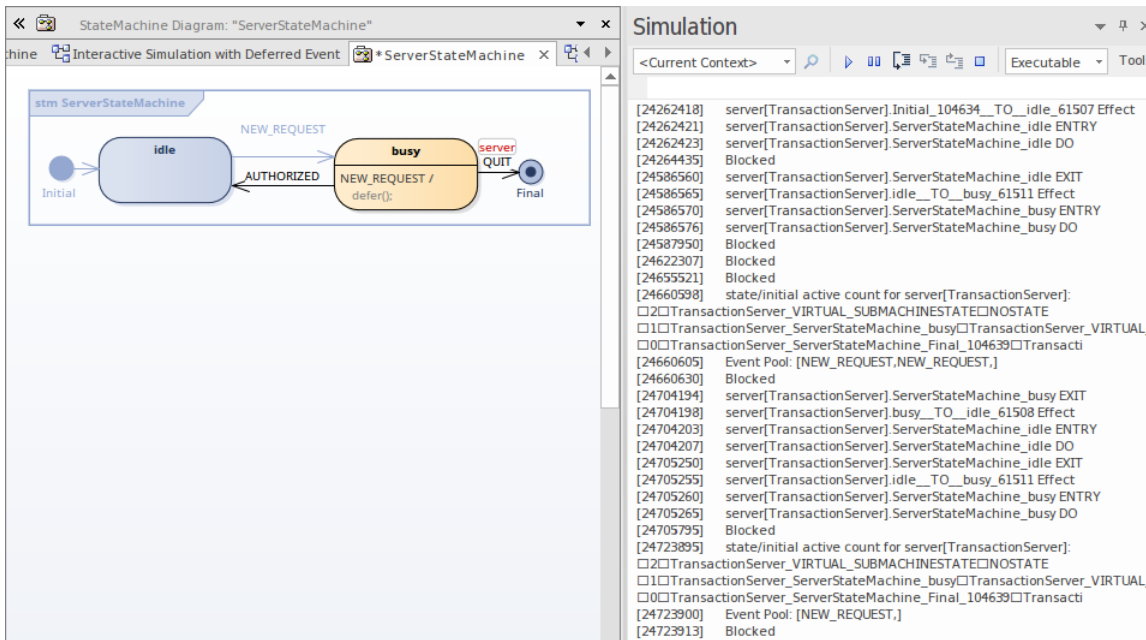 StateMachine Diagram: "ServerStateMachine"
hine Interactive Simulation with Deferred Event *ServerStateMachine
stm ServerStateMachine
NEW_REQUEST
idle
busy
server
QUIT
AUTHORIZED
NEW_REQUEST /
defer();
Initial
Final
Simulation
<Current Context> Executable Tool
[24262418] server[TransactionServer].Initial_104634__TO__idle_61507 Effect
[24262421] server[TransactionServer].ServerStateMachine_idle ENTRY
[24262423] server[TransactionServer].ServerStateMachine_idle DO
[24264435] Blocked
[24586560] server[TransactionServer].ServerStateMachine_idle EXIT
[24586565] server[TransactionServer].idle__TO__busy_61511 Effect
[24586570] server[TransactionServer].ServerStateMachine_busy ENTRY
[24586576] server[TransactionServer].ServerStateMachine_busy DO
[24587950] Blocked
[24622307] Blocked
[24655521] Blocked
[24660598] state/initial active count for server[TransactionServer]:
□2□TransactionServer_VIRTUAL_SUBMACHINESTATE□NOSTATE
□1□TransactionServer_ServerStateMachine_busy□TransactionServer_VIRTUAL_
□0□TransactionServer_ServerStateMachine_Final_104639□Transacti
[24660605] Event Pool: [NEW_REQUEST,NEW_REQUEST,]
[24660630] Blocked
[24704194] server[TransactionServer].ServerStateMachine_busy EXIT
[24704198] server[TransactionServer].busy__TO__idle_61508 Effect
[24704203] server[TransactionServer].ServerStateMachine_idle ENTRY
[24704207] server[TransactionServer].ServerStateMachine_idle DO
[24705250] server[TransactionServer].ServerStateMachine_idle EXIT
[24705255] server[TransactionServer].idle__TO__busy_61511 Effect
[24705260] server[TransactionServer].ServerStateMachine_busy ENTRY
[24705265] server[TransactionServer].ServerStateMachine_busy DO
[24705795] Blocked
[24723895] state/initial active count for server[TransactionServer]:
□2□TransactionServer_VIRTUAL_SUBMACHINESTATE□NOSTATE
□1□TransactionServer_ServerStateMachine_busy□TransactionServer_VIRTUAL_
□0□TransactionServer_ServerStateMachine_Final_104639□Transacti
[24723900] Event Pool: [NEW_REQUEST,]
[24723913] Blocked